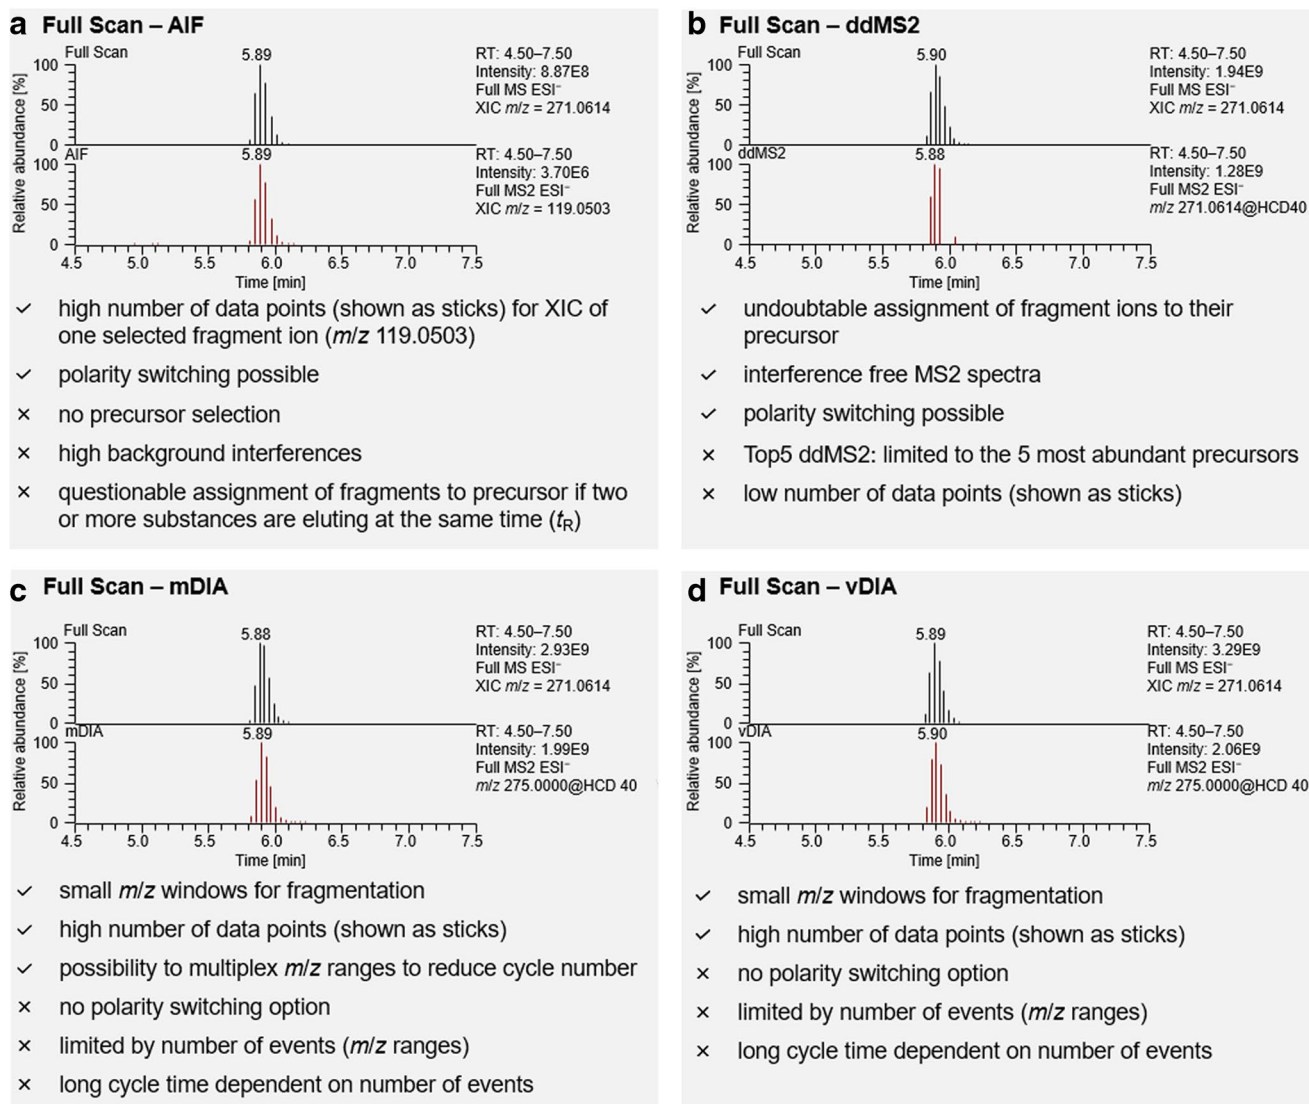 a Full Scan – AIF
Full Scan
5.89
RT: 4.50–7.50
Intensity: 8.87E8
Full MS ESI⁻
XIC m/z = 271.0614
Relative abundance [%]
100
50
0
AIF
5.89
RT: 4.50–7.50
Intensity: 3.70E6
Full MS2 ESI⁻
XIC m/z = 119.0503
Relative abundance [%]
100
50
0
4.5 5.0 5.5 6.0 6.5 7.0 7.5
Time [min]
✓ high number of data points (shown as sticks) for XIC of
one selected fragment ion (m/z 119.0503)
✓ polarity switching possible
× no precursor selection
× high background interferences
× questionable assignment of fragments to precursor if two
or more substances are eluting at the same time (tR)
b Full Scan – ddMS2
Full Scan
5.90
RT: 4.50–7.50
Intensity: 1.94E9
Full MS ESI⁻
XIC m/z = 271.0614
Relative abundance [%]
100
50
0
ddMS2
5.88
RT: 4.50–7.50
Intensity: 1.28E9
Full MS2 ESI⁻
m/z 271.0614@HCD40
Relative abundance [%]
100
50
0
4.5 5.0 5.5 6.0 6.5 7.0 7.5
Time [min]
✓ undoubtable assignment of fragment ions to their
precursor
✓ interference free MS2 spectra
✓ polarity switching possible
× Top5 ddMS2: limited to the 5 most abundant precursors
× low number of data points (shown as sticks)
c Full Scan – mDIA
Full Scan
5.88
RT: 4.50–7.50
Intensity: 2.93E9
Full MS ESI⁻
XIC m/z = 271.0614
Relative abundance [%]
100
50
0
mDIA
5.89
RT: 4.50–7.50
Intensity: 1.99E9
Full MS2 ESI⁻
m/z 275.0000@HCD 40
Relative abundance [%]
100
50
0
4.5 5.0 5.5 6.0 6.5 7.0 7.5
Time [min]
✓ small m/z windows for fragmentation
✓ high number of data points (shown as sticks)
✓ possibility to multiplex m/z ranges to reduce cycle number
× no polarity switching option
× limited by number of events (m/z ranges)
× long cycle time dependent on number of events
d Full Scan – vDIA
Full Scan
5.89
RT: 4.50–7.50
Intensity: 3.29E9
Full MS ESI⁻
XIC m/z = 271.0614
Relative abundance [%]
100
50
0
vDIA
5.90
RT: 4.50–7.50
Intensity: 2.06E9
Full MS2 ESI⁻
m/z 275.0000@HCD 40
Relative abundance [%]
100
50
0
4.5 5.0 5.5 6.0 6.5 7.0 7.5
Time [min]
✓ small m/z windows for fragmentation
✓ high number of data points (shown as sticks)
× no polarity switching option
× limited by number of events (m/z ranges)
× long cycle time dependent on number of events